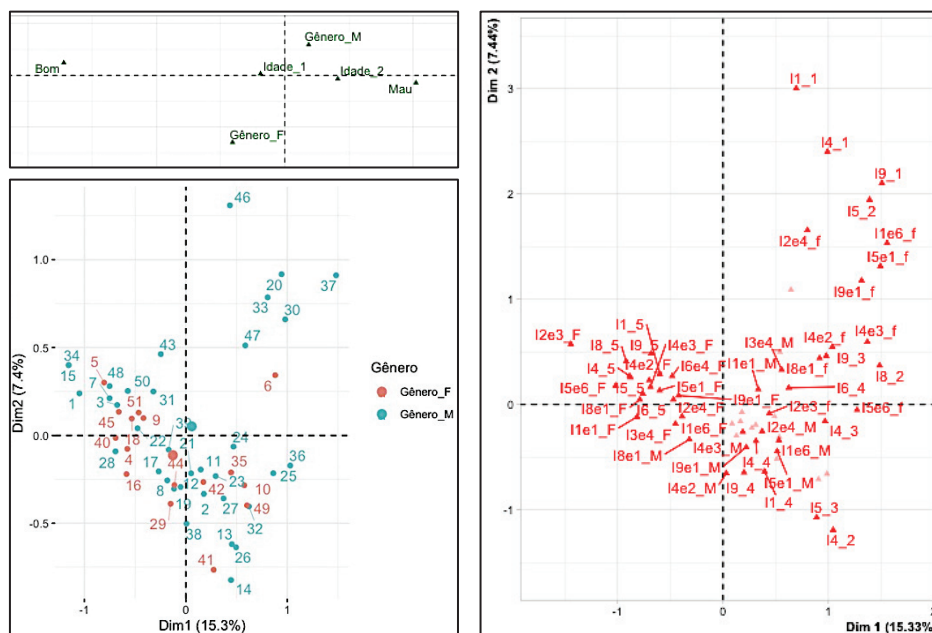 Gênero_M
Bom
Idade_1
Idade_2
Mau
Gênero_F
46
1.0
20
37
33
30
47
0.5
43
34
5
6
15
7
48
50
1
3
31
9
51
45
18
0.0
40
22
21
24
28
4
17
44
11
35
36
16
8
12
42
23
10
25
19
2
27
49
29
32
-0.5
38
13
26
41
14
-1
0
1
Dim1 (15.3%)
Dim2 (7.4%)
Gênero
Gênero_F
Gênero_M
Dim 2 (7.44%)
3
I1_1
I4_1
2
I9_1
I5_2
I2e4_f
I1e6_f
I5e1_f
I9e1_f
1
I2e3_F
I1_5
I8_5
I9_5
I4e3_F
I3e4_M
I4e2_f
I4e3_f
I4_5
I4e2_F
I6e4_F
I1e1_M
I8e1_f
I9_3
I8_2
I5e6_F
I5_5
I5e1_F
I6_4
0
I8e1_F
I6_5
I9e1_F
I2e3_f
I5e6_f
I1e1_F
I2e4_F
I3e4_F
I1e6_F
I2e4_M
I4_3
I8e1_M
I4e3_M
I1e6_M
I9e1_M
I4_4
I4e2_M
I9_4
I5e1_M
I1_4
-1
I5_3
I4_2
-1
0
1
Dim 1 (15.33%)